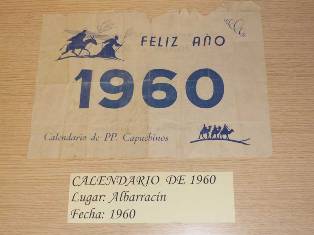 FELIZ AÑO
1960
Calendario de PP. Capuchinos
CALENDARIO DE 1960
Lugar: Albarracín
Fecha: 1960